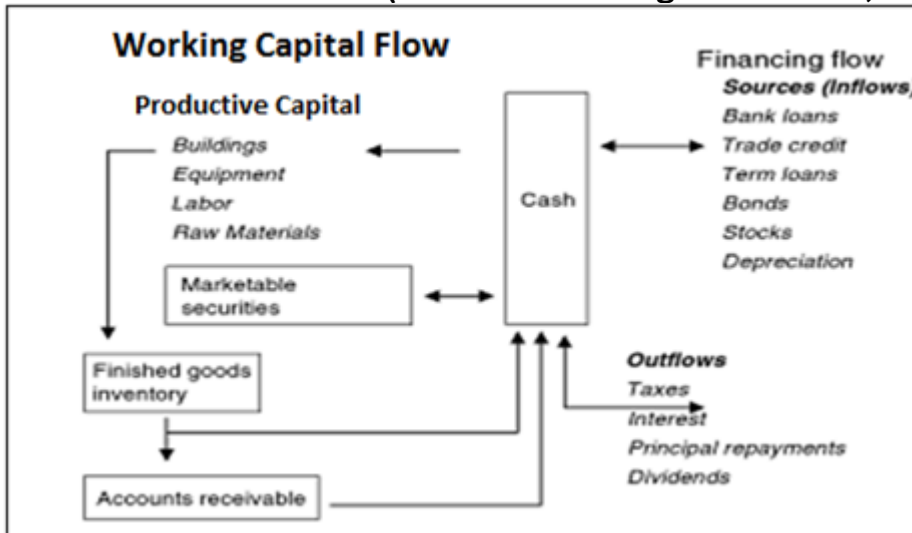 Working Capital Flow
Productive Capital
Buildings
Equipment
Labor
Raw Materials
Marketable
securities
Finished goods
inventory
Accounts receivable
Cash
Financing flow
Sources (Inflows)
Bank loans
Trade credit
Term loans
Bonds
Stocks
Depreciation
Outflows
Taxes
Interest
Principal repayments
Dividends